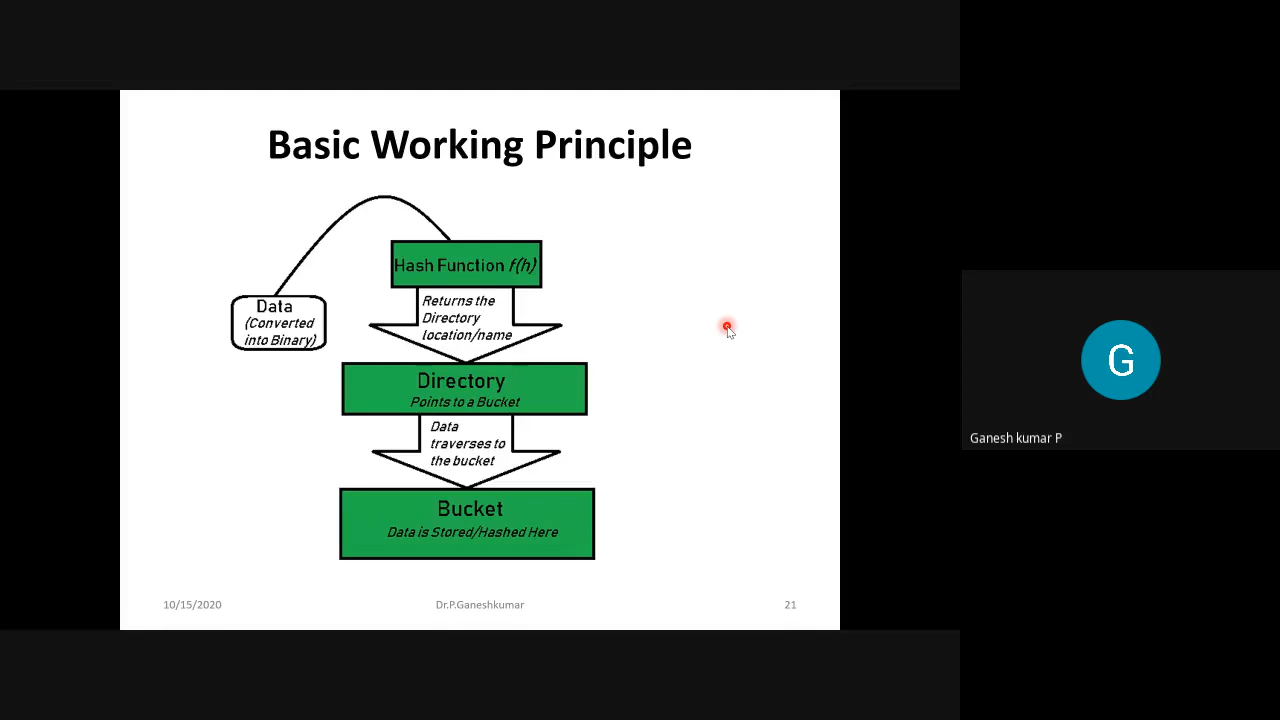 Basic Working Principle
Hash Function f(h)
Data
(Converted
into Binary)
Returns the
Directory
location/name
Directory
Points to a Bucket
Data
traverses to
the bucket
Bucket
Data is Stored/Hashed Here
10/15/2020
Dr.P.Ganeshkumar
21
G
Ganesh kumar P